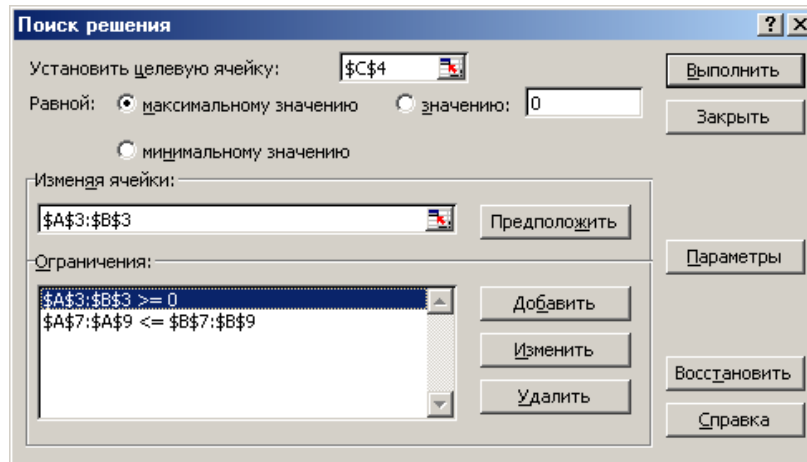 Поиск решения
Установить целевую ячейку: $C$4
Выполнить
Равной: максимальному значению значению: 0
Закрыть
минимальному значению
Изменяя ячейки:
$A$3:$B$3
Предположить
Ограничения:
Параметры
$A$3:$B$3 >= 0
$A$7:$A$9 <= $B$7:$B$9
Добавить
Изменить
Удалить
Восстановить
Справка